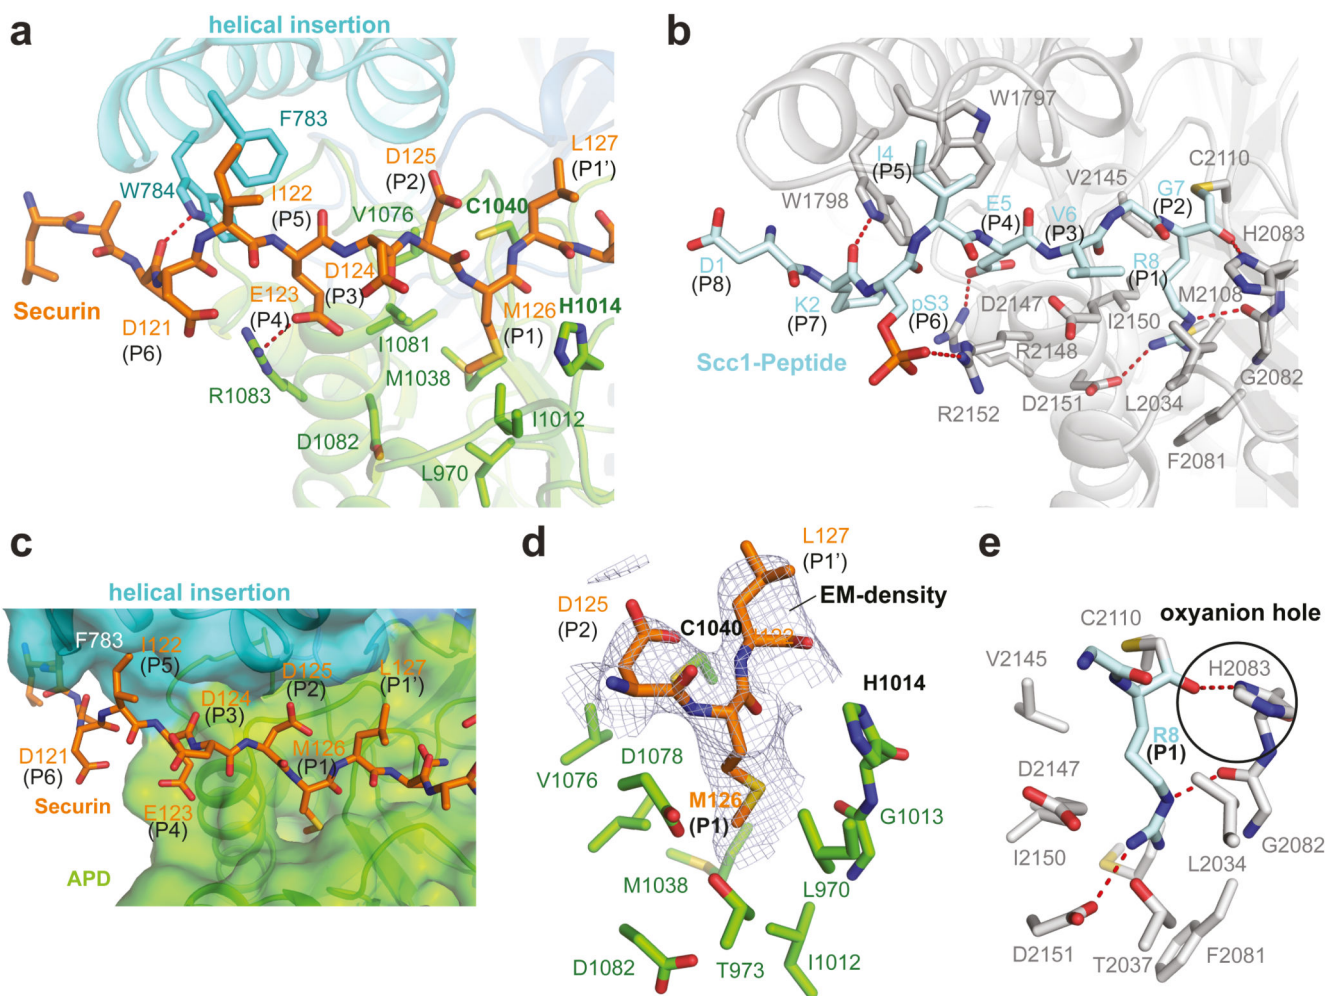 a
helical insertion
F783
W784
I122
(P5)
D125
(P2)
L127
(P1')
V1076
C1040
D124
(P3)
E123
(P4)
Securin
D121
(P6)
M126
(P1)
H1014
I1081
M1038
R1083
I1012
D1082
L970
b
W1797
I4
(P5)
W1798
C2110
V2145
G7
(P2)
E5
(P4)
V6
(P3)
H2083
D1
(P8)
R8
(P1)
K2
(P7)
pS3
(P6)
D2147
M2108
I2150
Scc1-Peptide
R2148
G2082
R2152
D2151
L2034
F2081
c
helical insertion
F783
I122
(P5)
D125
(P2)
L127
(P1')
D124
(P3)
D121
(P6)
M126
(P1)
Securin
E123
(P4)
APD
d
L127
(P1')
EM-density
D125
(P2)
C1040
H1014
D1078
V1076
M126
(P1)
G1013
M1038
L970
D1082
T973
I1012
e
C2110
oxyanion hole
V2145
H2083
R8
(P1)
D2147
I2150
L2034
G2082
D2151
T2037
F2081